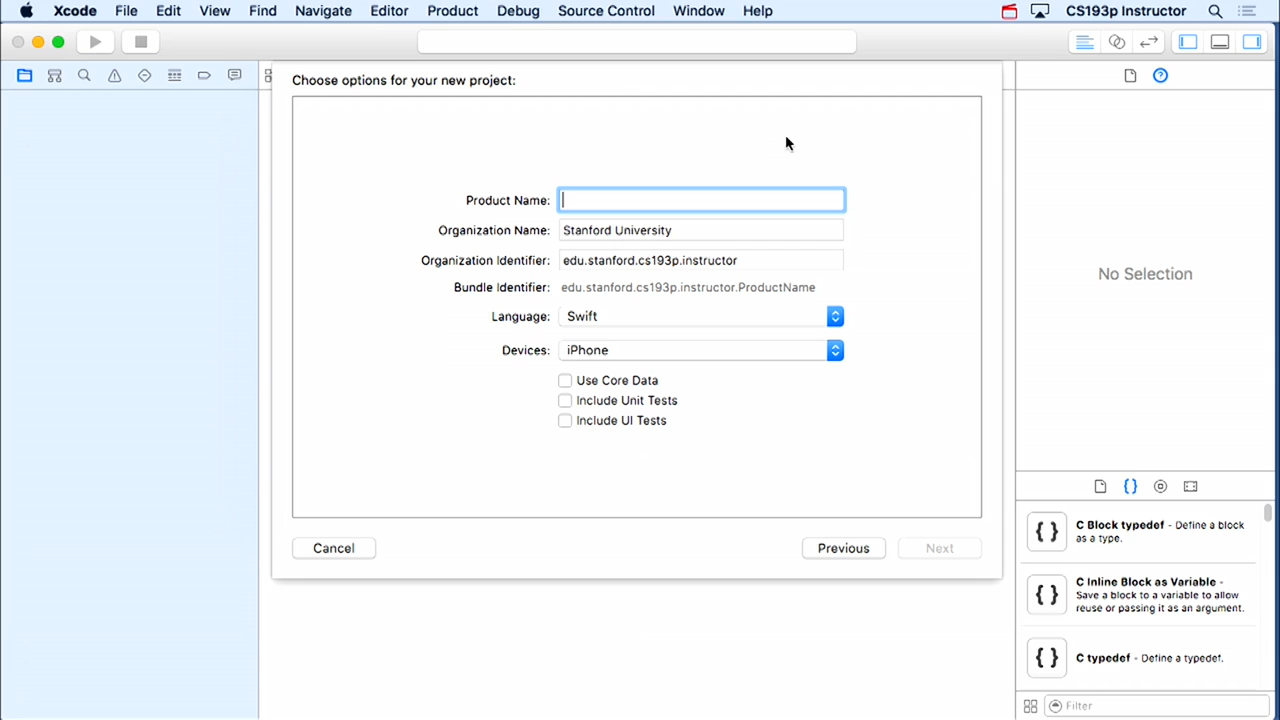 Xcode File Edit View Find Navigate Editor Product Debug Source Control Window Help CS193p Instructor
Choose options for your new project:
Product Name:
Organization Name: Stanford University
Organization Identifier: edu.stanford.cs193p.instructor
Bundle Identifier: edu.stanford.cs193p.instructor.ProductName
Language: Swift
Devices: iPhone
Use Core Data
Include Unit Tests
Include UI Tests
Cancel Previous Next
No Selection
{ }
{ } C Block typedef - Define a block
as a type.
{ } C Inline Block as Variable -
Save a block to a variable to allow
reuse or passing it as an argument.
{ } C typedef - Define a typedef.
Filter